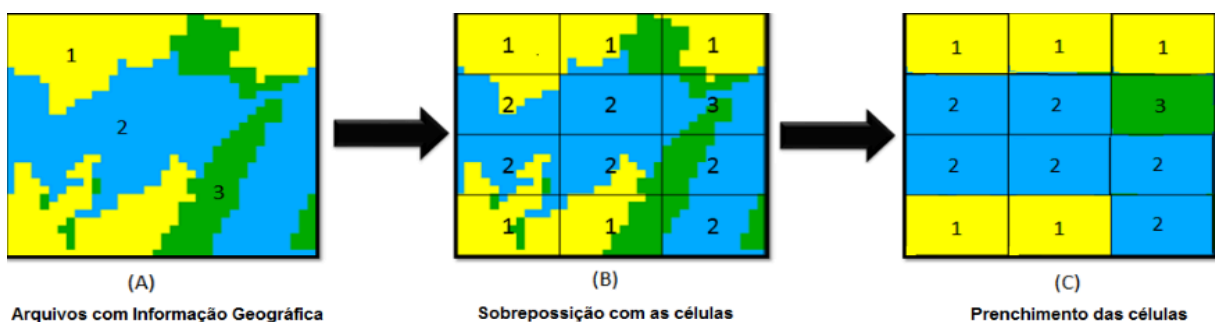 1
2
3
1 1 1
2 2 3
2 2 2
1 1 2
1 1 1
2 2 3
2 2 2
1 1 2
(A) (B) (C)
Arquivos com Informação Geográfica Sobrepossição com as células Prenchimento das células